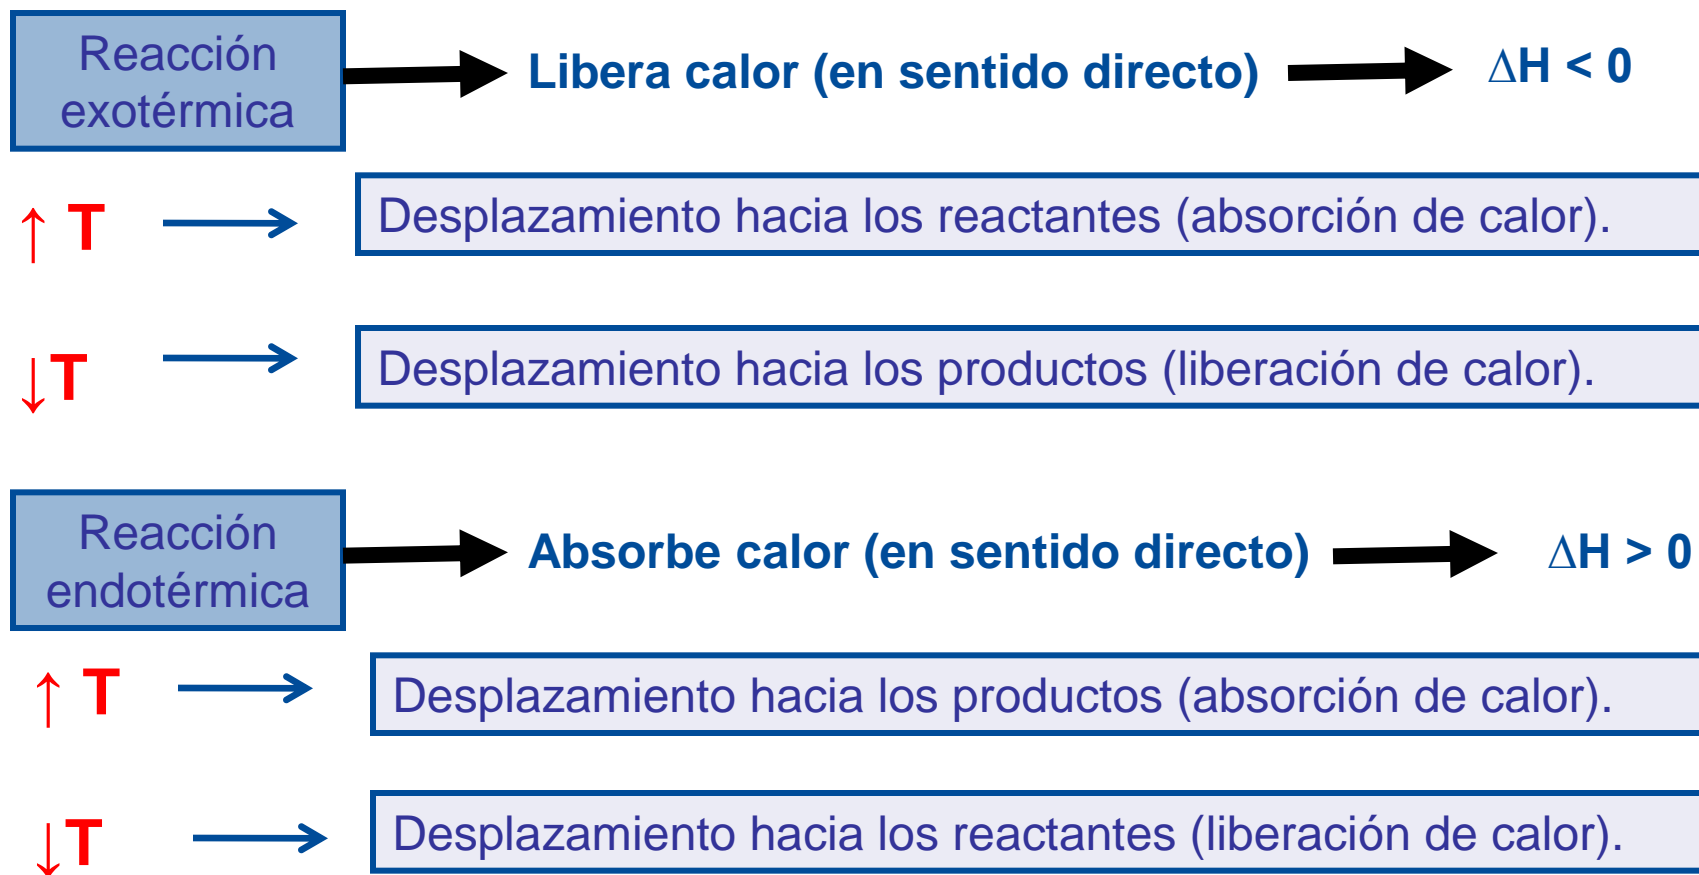 Reacción
exotérmica
Libera calor (en sentido directo)
∆H < 0
↑ T
Desplazamiento hacia los reactantes (absorción de calor).
↓T
Desplazamiento hacia los productos (liberación de calor).
Reacción
endotérmica
Absorbe calor (en sentido directo)
∆H > 0
↑ T
Desplazamiento hacia los productos (absorción de calor).
↓T
Desplazamiento hacia los reactantes (liberación de calor).